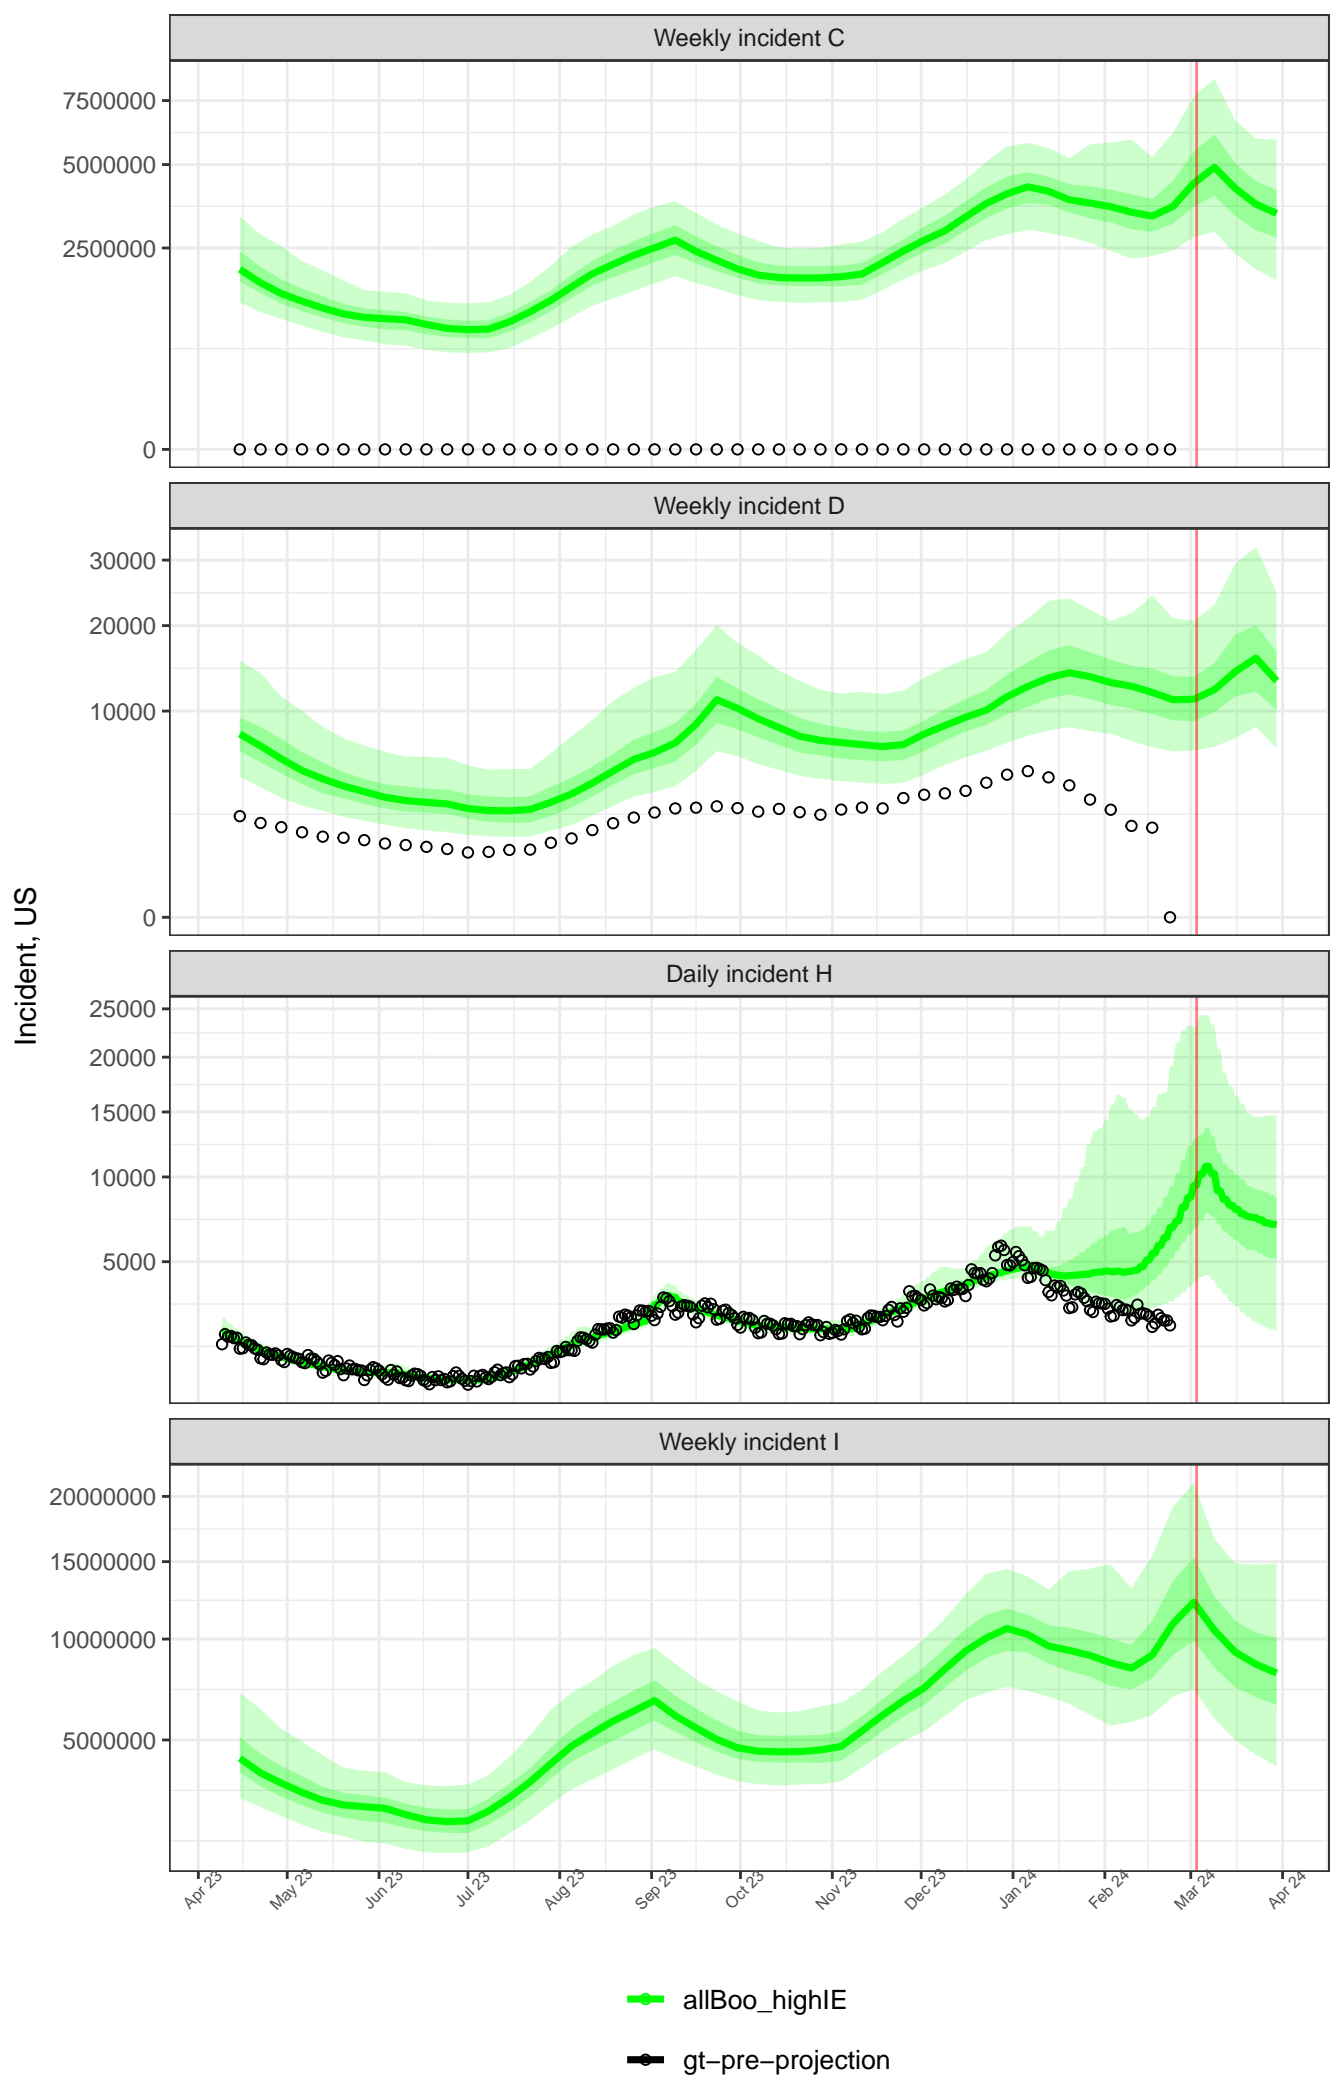 Weekly incident C
7500000
5000000
2500000
0
Weekly incident D
30000
20000
10000
0
Incident, US
Daily incident H
25000
20000
15000
10000
5000
Weekly incident I
20000000
15000000
10000000
5000000
Apr 23 May 23 Jun 23 Jul 23 Aug 23 Sep 23 Oct 23 Nov 23 Dec 23 Jan 24 Feb 24 Mar 24 Apr 24
allBoo_highIE
gt−pre−projection